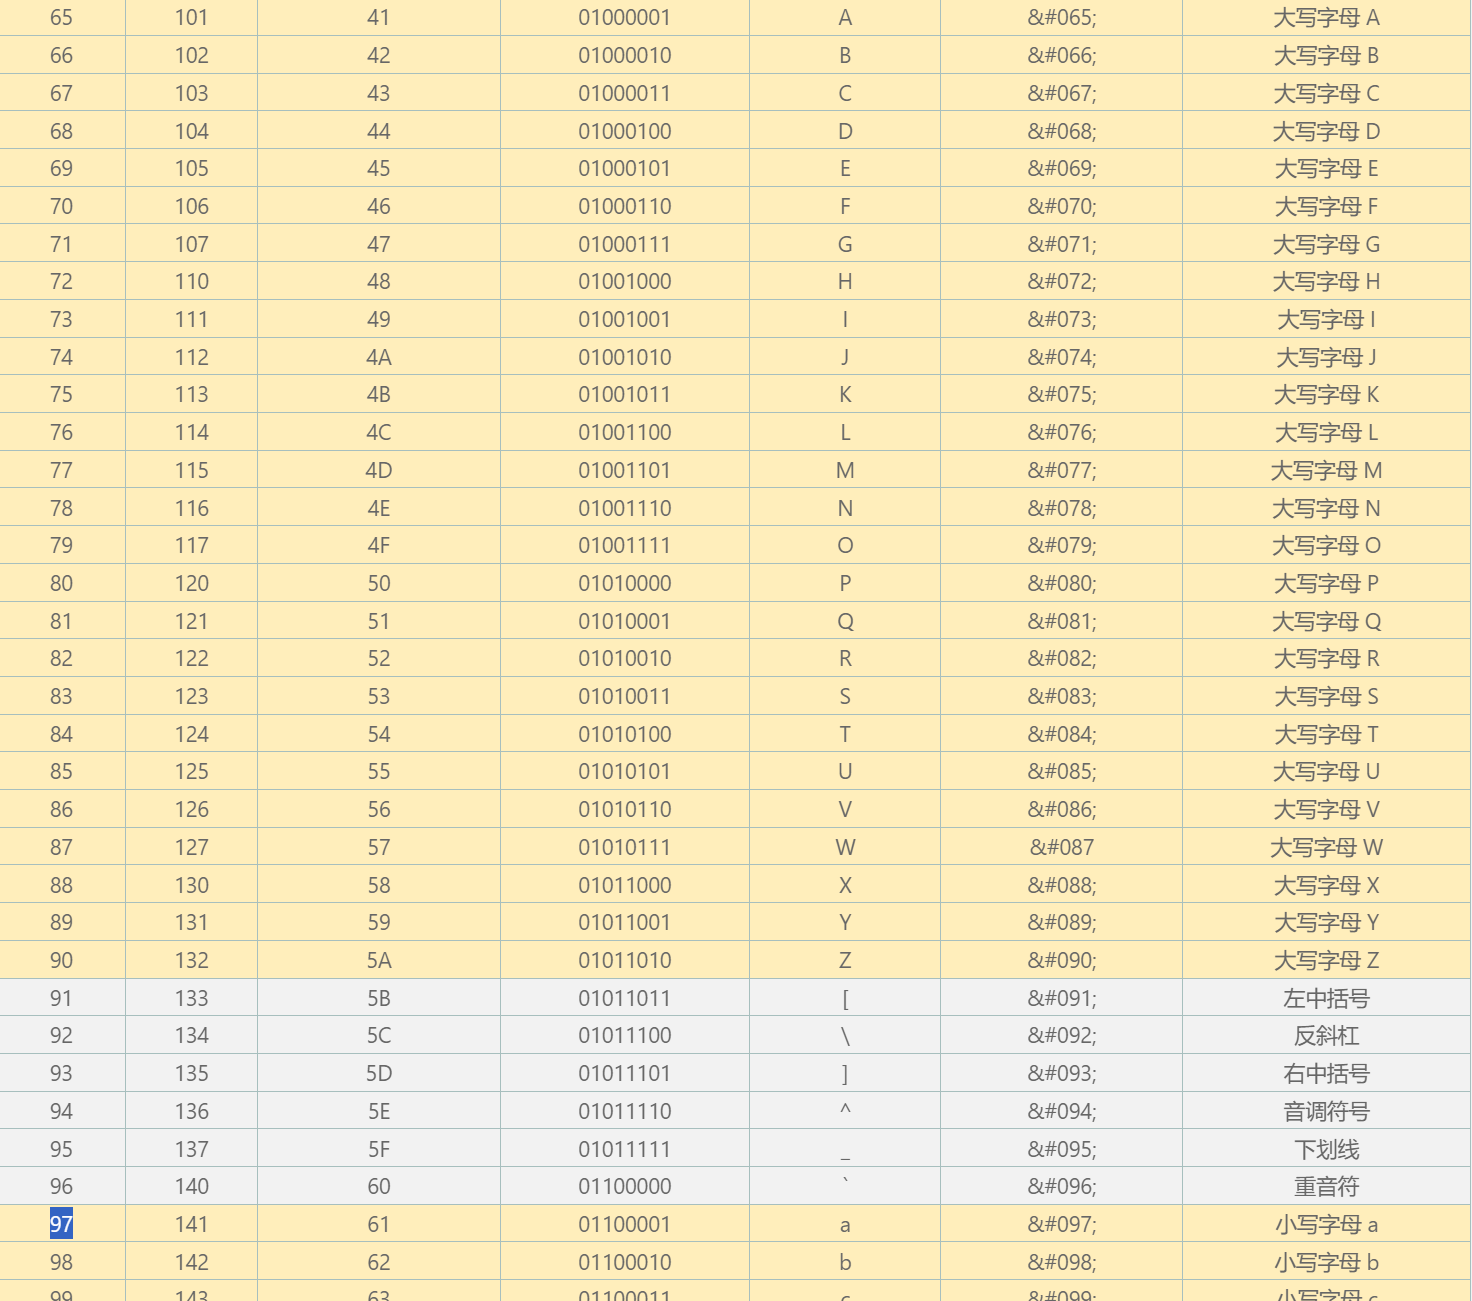 65 101 41 01000001 A &#065; 大写字母 A
66 102 42 01000010 B &#066; 大写字母 B
67 103 43 01000011 C &#067; 大写字母 C
68 104 44 01000100 D &#068; 大写字母 D
69 105 45 01000101 E &#069; 大写字母 E
70 106 46 01000110 F &#070; 大写字母 F
71 107 47 01000111 G &#071; 大写字母 G
72 110 48 01001000 H &#072; 大写字母 H
73 111 49 01001001 I &#073; 大写字母 I
74 112 4A 01001010 J &#074; 大写字母 J
75 113 4B 01001011 K &#075; 大写字母 K
76 114 4C 01001100 L &#076; 大写字母 L
77 115 4D 01001101 M &#077; 大写字母 M
78 116 4E 01001110 N &#078; 大写字母 N
79 117 4F 01001111 O &#079; 大写字母 O
80 120 50 01010000 P &#080; 大写字母 P
81 121 51 01010001 Q &#081; 大写字母 Q
82 122 52 01010010 R &#082; 大写字母 R
83 123 53 01010011 S &#083; 大写字母 S
84 124 54 01010100 T &#084; 大写字母 T
85 125 55 01010101 U &#085; 大写字母 U
86 126 56 01010110 V &#086; 大写字母 V
87 127 57 01010111 W &#087 大写字母 W
88 130 58 01011000 X &#088; 大写字母 X
89 131 59 01011001 Y &#089; 大写字母 Y
90 132 5A 01011010 Z &#090; 大写字母 Z
91 133 5B 01011011 [ &#091; 左中括号
92 134 5C 01011100 \ &#092; 反斜杠
93 135 5D 01011101 ] &#093; 右中括号
94 136 5E 01011110 ^ &#094; 音调符号
95 137 5F 01011111 _ &#095; 下划线
96 140 60 01100000 ` &#096; 重音符
97 141 61 01100001 a &#097; 小写字母 a
98 142 62 01100010 b &#098; 小写字母 b
99 143 63 01100011 c &#099; 小写字母 c